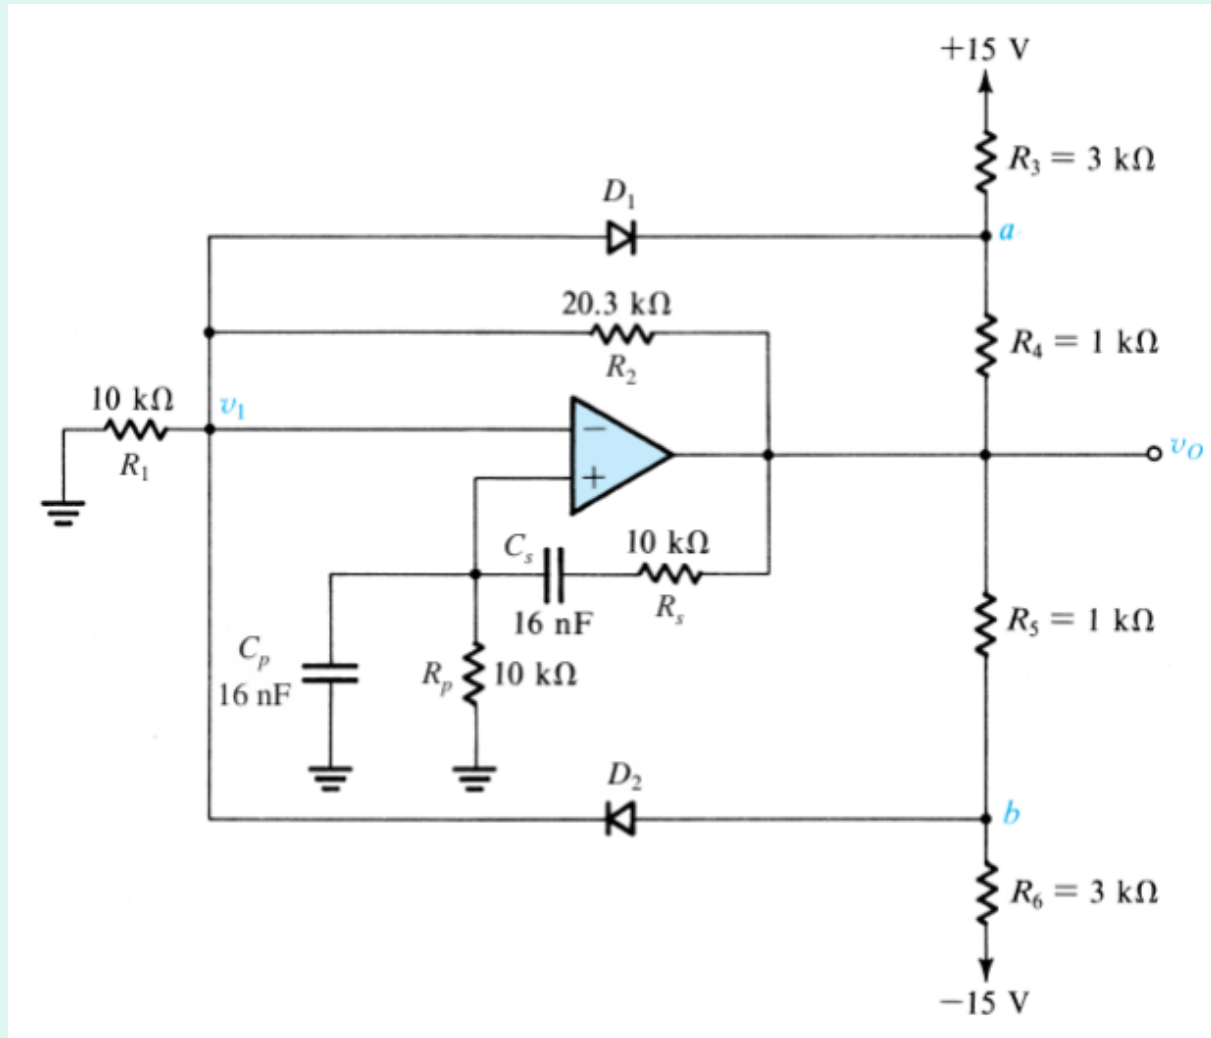 +15 V
R₃ = 3 kΩ
D₁
a
20.3 kΩ
R₂
R₄ = 1 kΩ
10 kΩ
v₁
R₁
−
+
v_O
C_s
10 kΩ
16 nF
R_s
R₅ = 1 kΩ
C_p
16 nF
R_p
10 kΩ
D₂
b
R₆ = 3 kΩ
−15 V